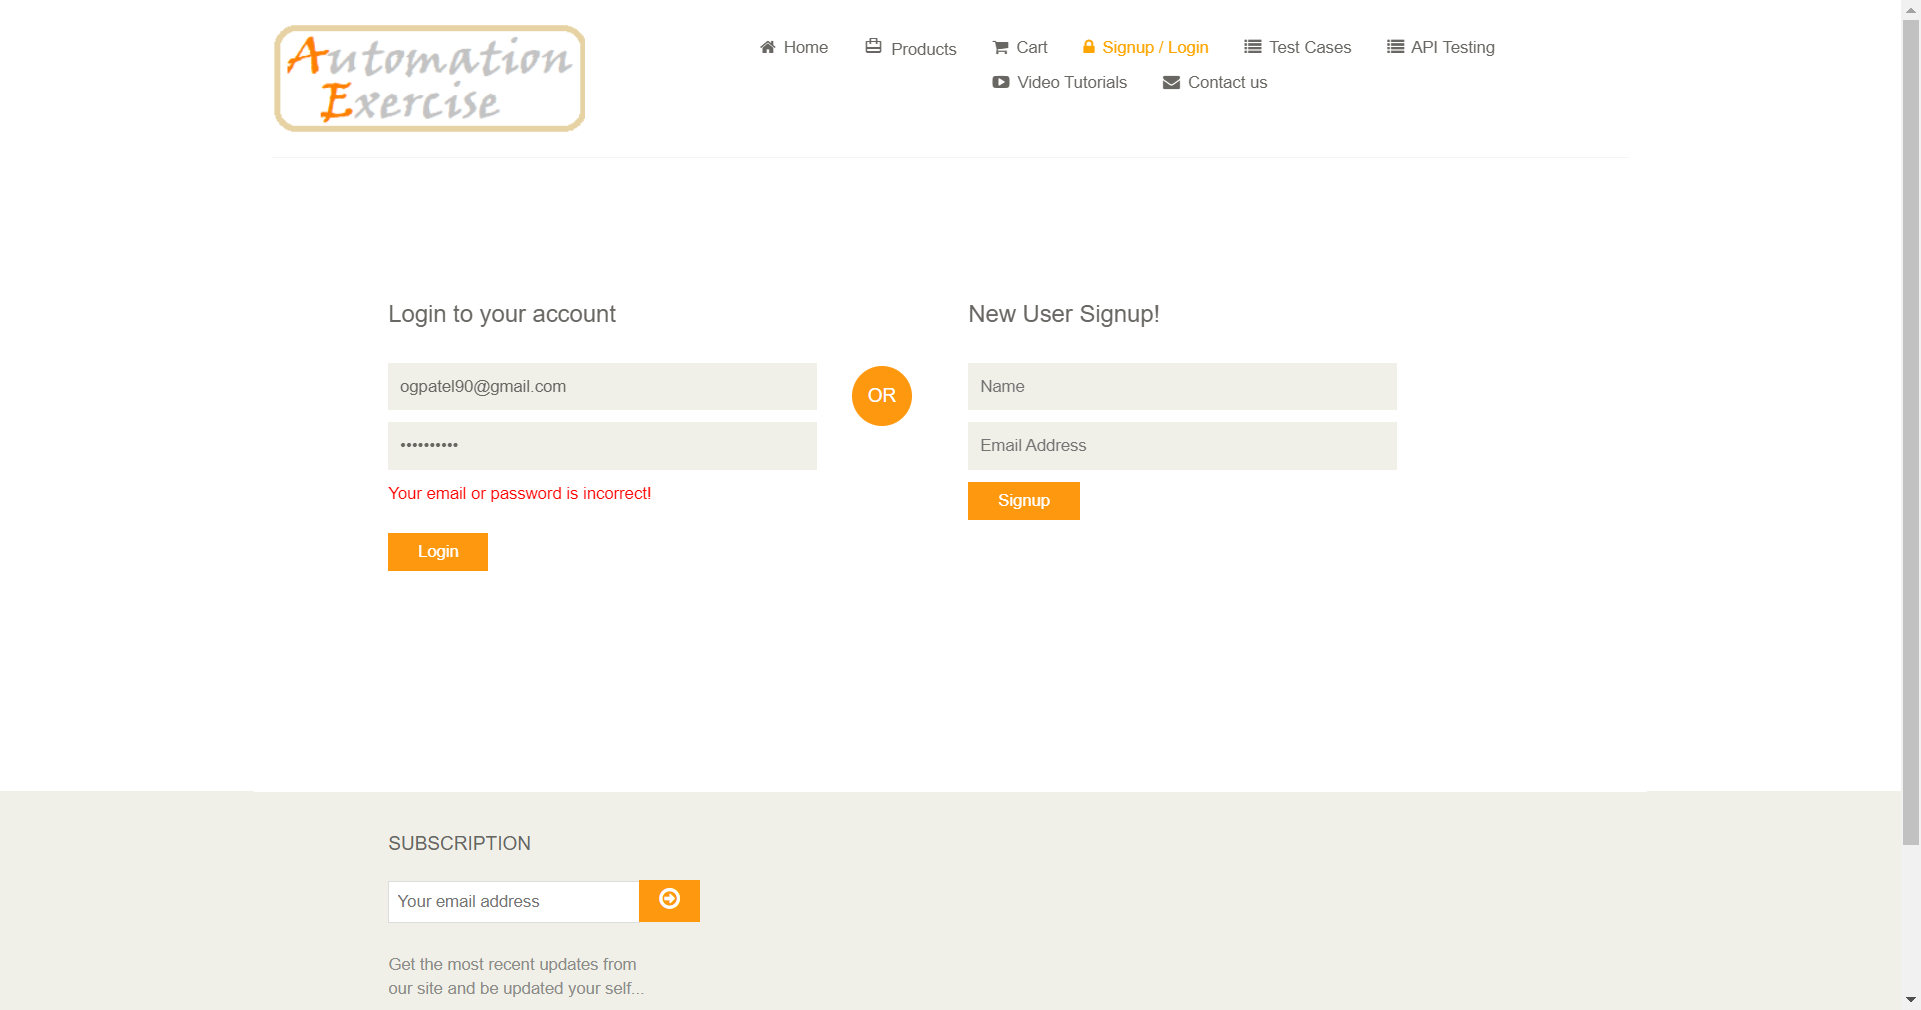 Automation
Exercise
Home
Products
Cart
Signup / Login
Test Cases
API Testing
Video Tutorials
Contact us
Login to your account
ogpatel90@gmail.com
••••••••••
Your email or password is incorrect!
Login
OR
New User Signup!
Name
Email Address
Signup
SUBSCRIPTION
Your email address
Get the most recent updates from
our site and be updated your self...